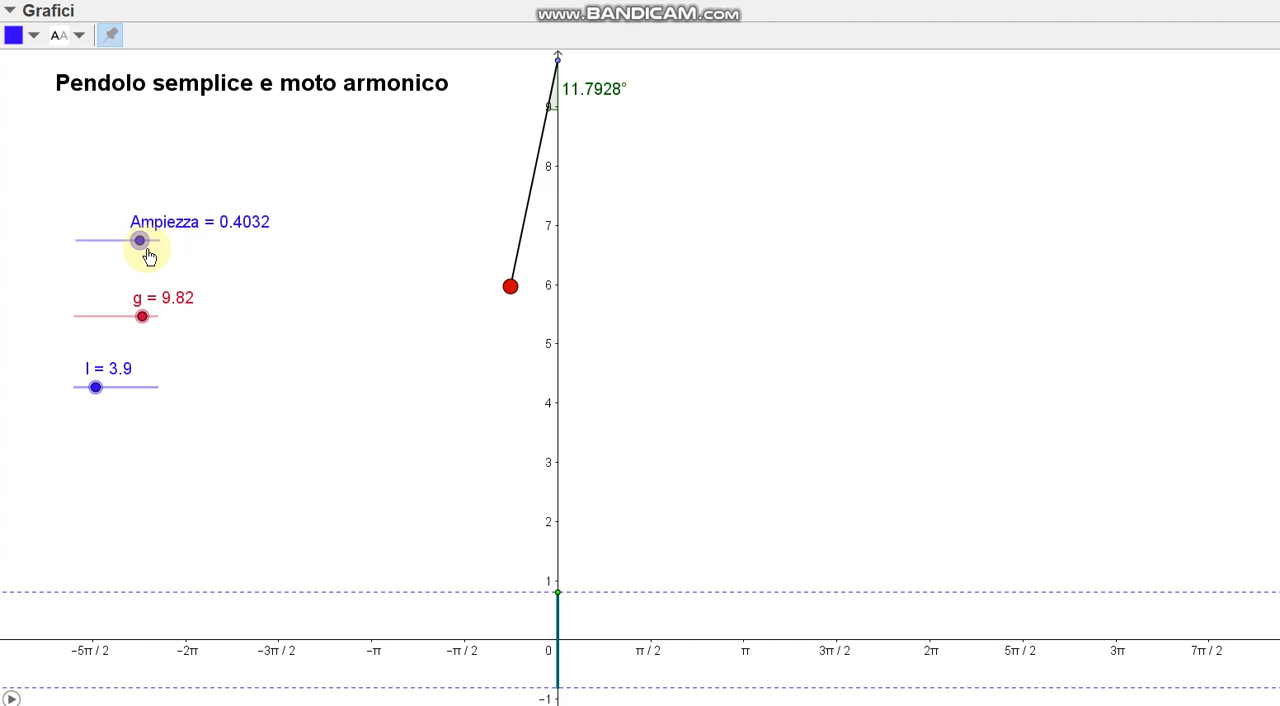 Grafici
www.BANDICAM.com
AA
Pendolo semplice e moto armonico
11.7928°
9
8
Ampiezza = 0.4032
7
g = 9.82
6
5
l = 3.9
4
3
2
1
−5π / 2 −2π −3π / 2 −π −π / 2 0 π / 2 π 3π / 2 2π 5π / 2 3π 7π / 2
−1